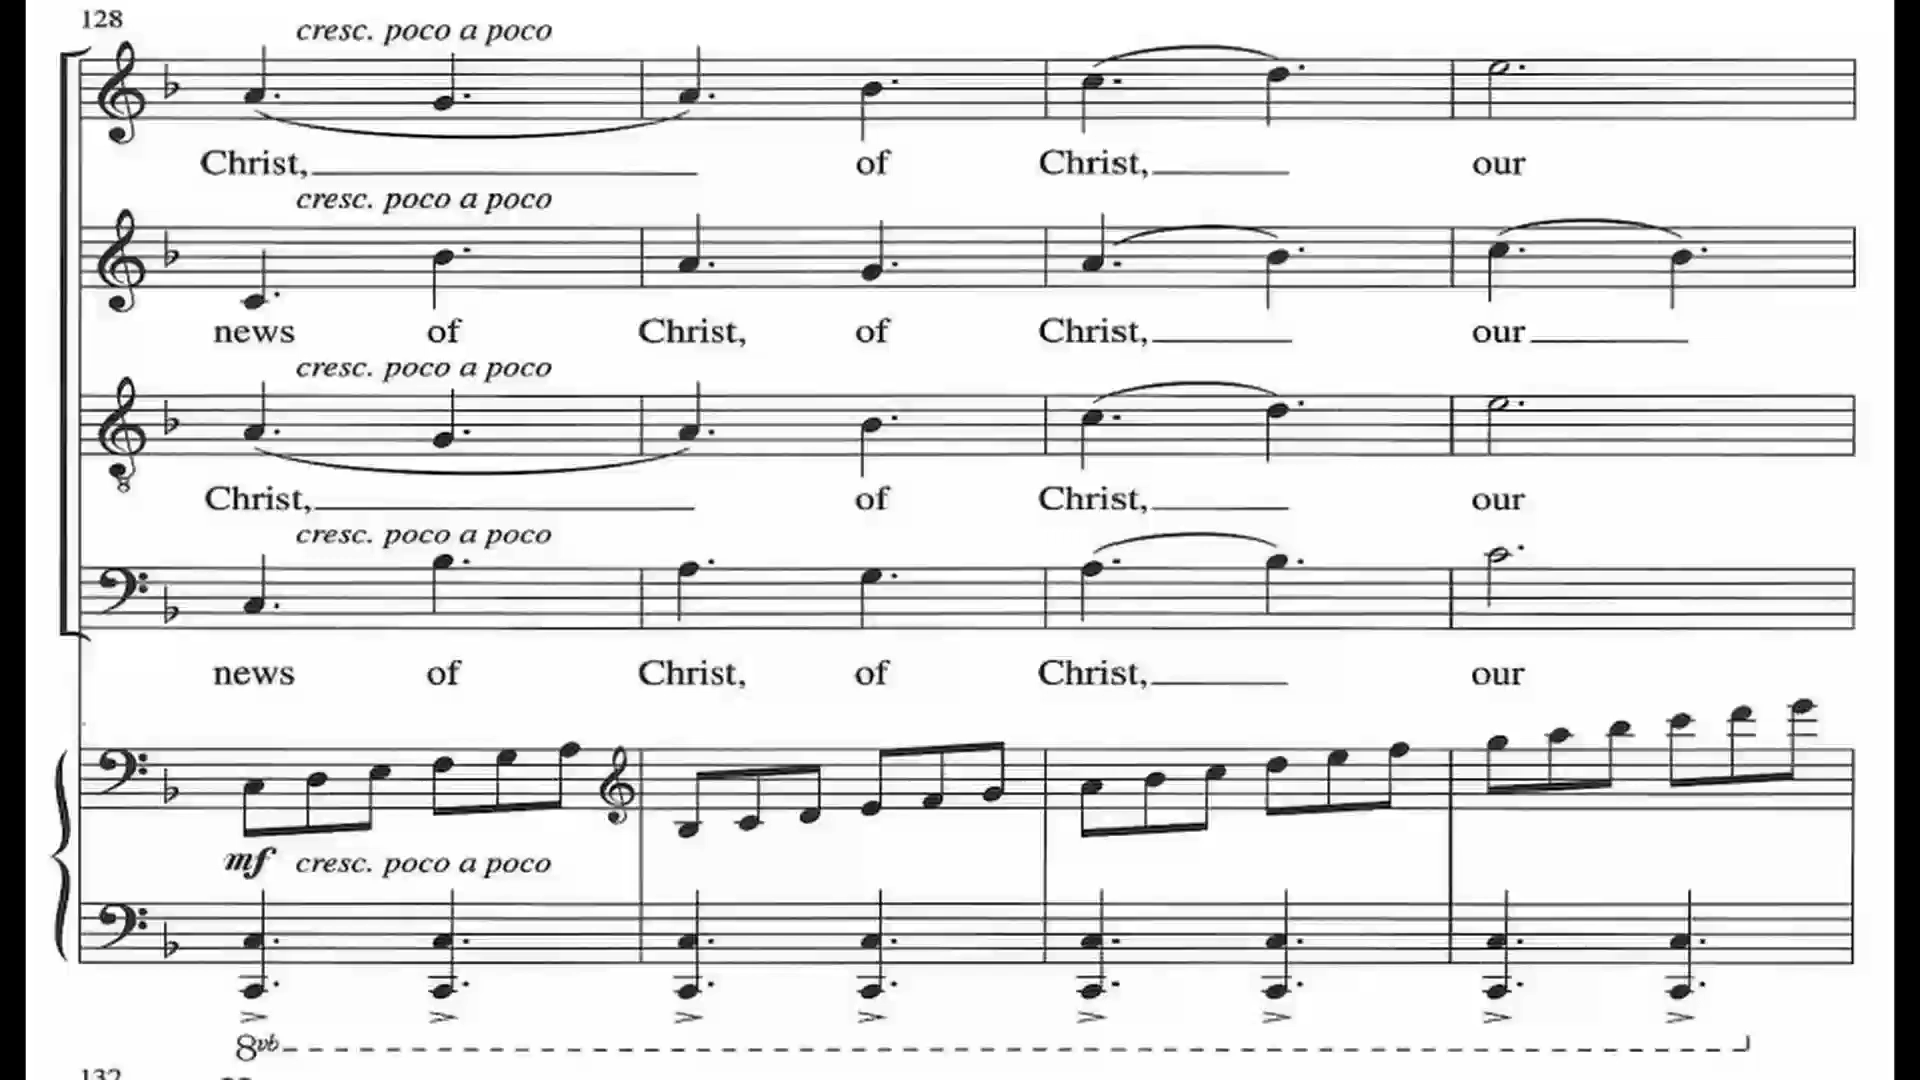 128
cresc. poco a poco
Christ, of Christ, our
cresc. poco a poco
news of Christ, of Christ, our
cresc. poco a poco
8
Christ, of Christ, our
cresc. poco a poco
news of Christ, of Christ, our
mf cresc. poco a poco
8vb
132